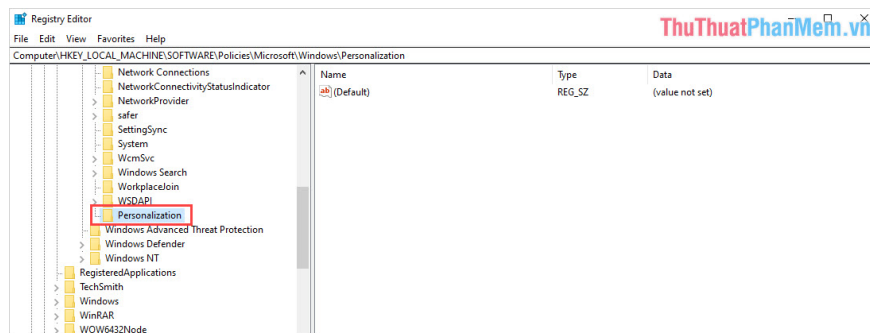 Registry Editor
ThuThuatPhanMem.vn
File Edit View Favorites Help
Computer\HKEY_LOCAL_MACHINE\SOFTWARE\Policies\Microsoft\Windows\Personalization
Network Connections
NetworkConnectivityStatusIndicator
NetworkProvider
safer
SettingSync
System
WcmSvc
Windows Search
WorkplaceJoin
WSDAPI
Personalization
Windows Advanced Threat Protection
Windows Defender
Windows NT
RegisteredApplications
TechSmith
Windows
WinRAR
WOW6432Node
Name Type Data
ab (Default) REG_SZ (value not set)